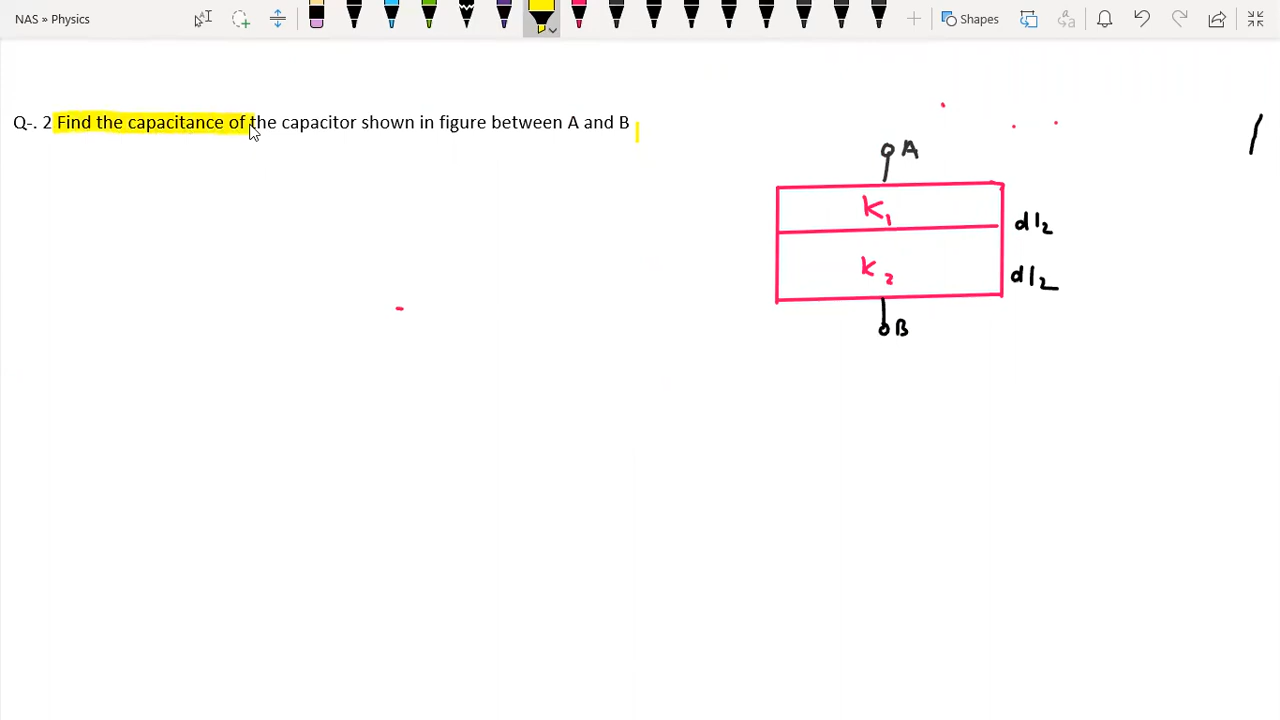 NAS » Physics
Shapes
Q-. 2 Find the capacitance of the capacitor shown in figure between A and B
A
K₁
d/2
K₂
d/2
B